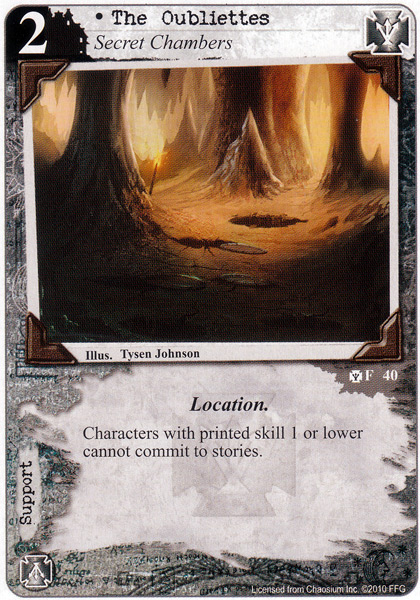 2
• The Oubliettes
Secret Chambers
Illus. Tysen Johnson
F 40
Location.
Characters with printed skill 1 or lower
cannot commit to stories.
Support
Licensed from Chaosium Inc. ©2010 FFG